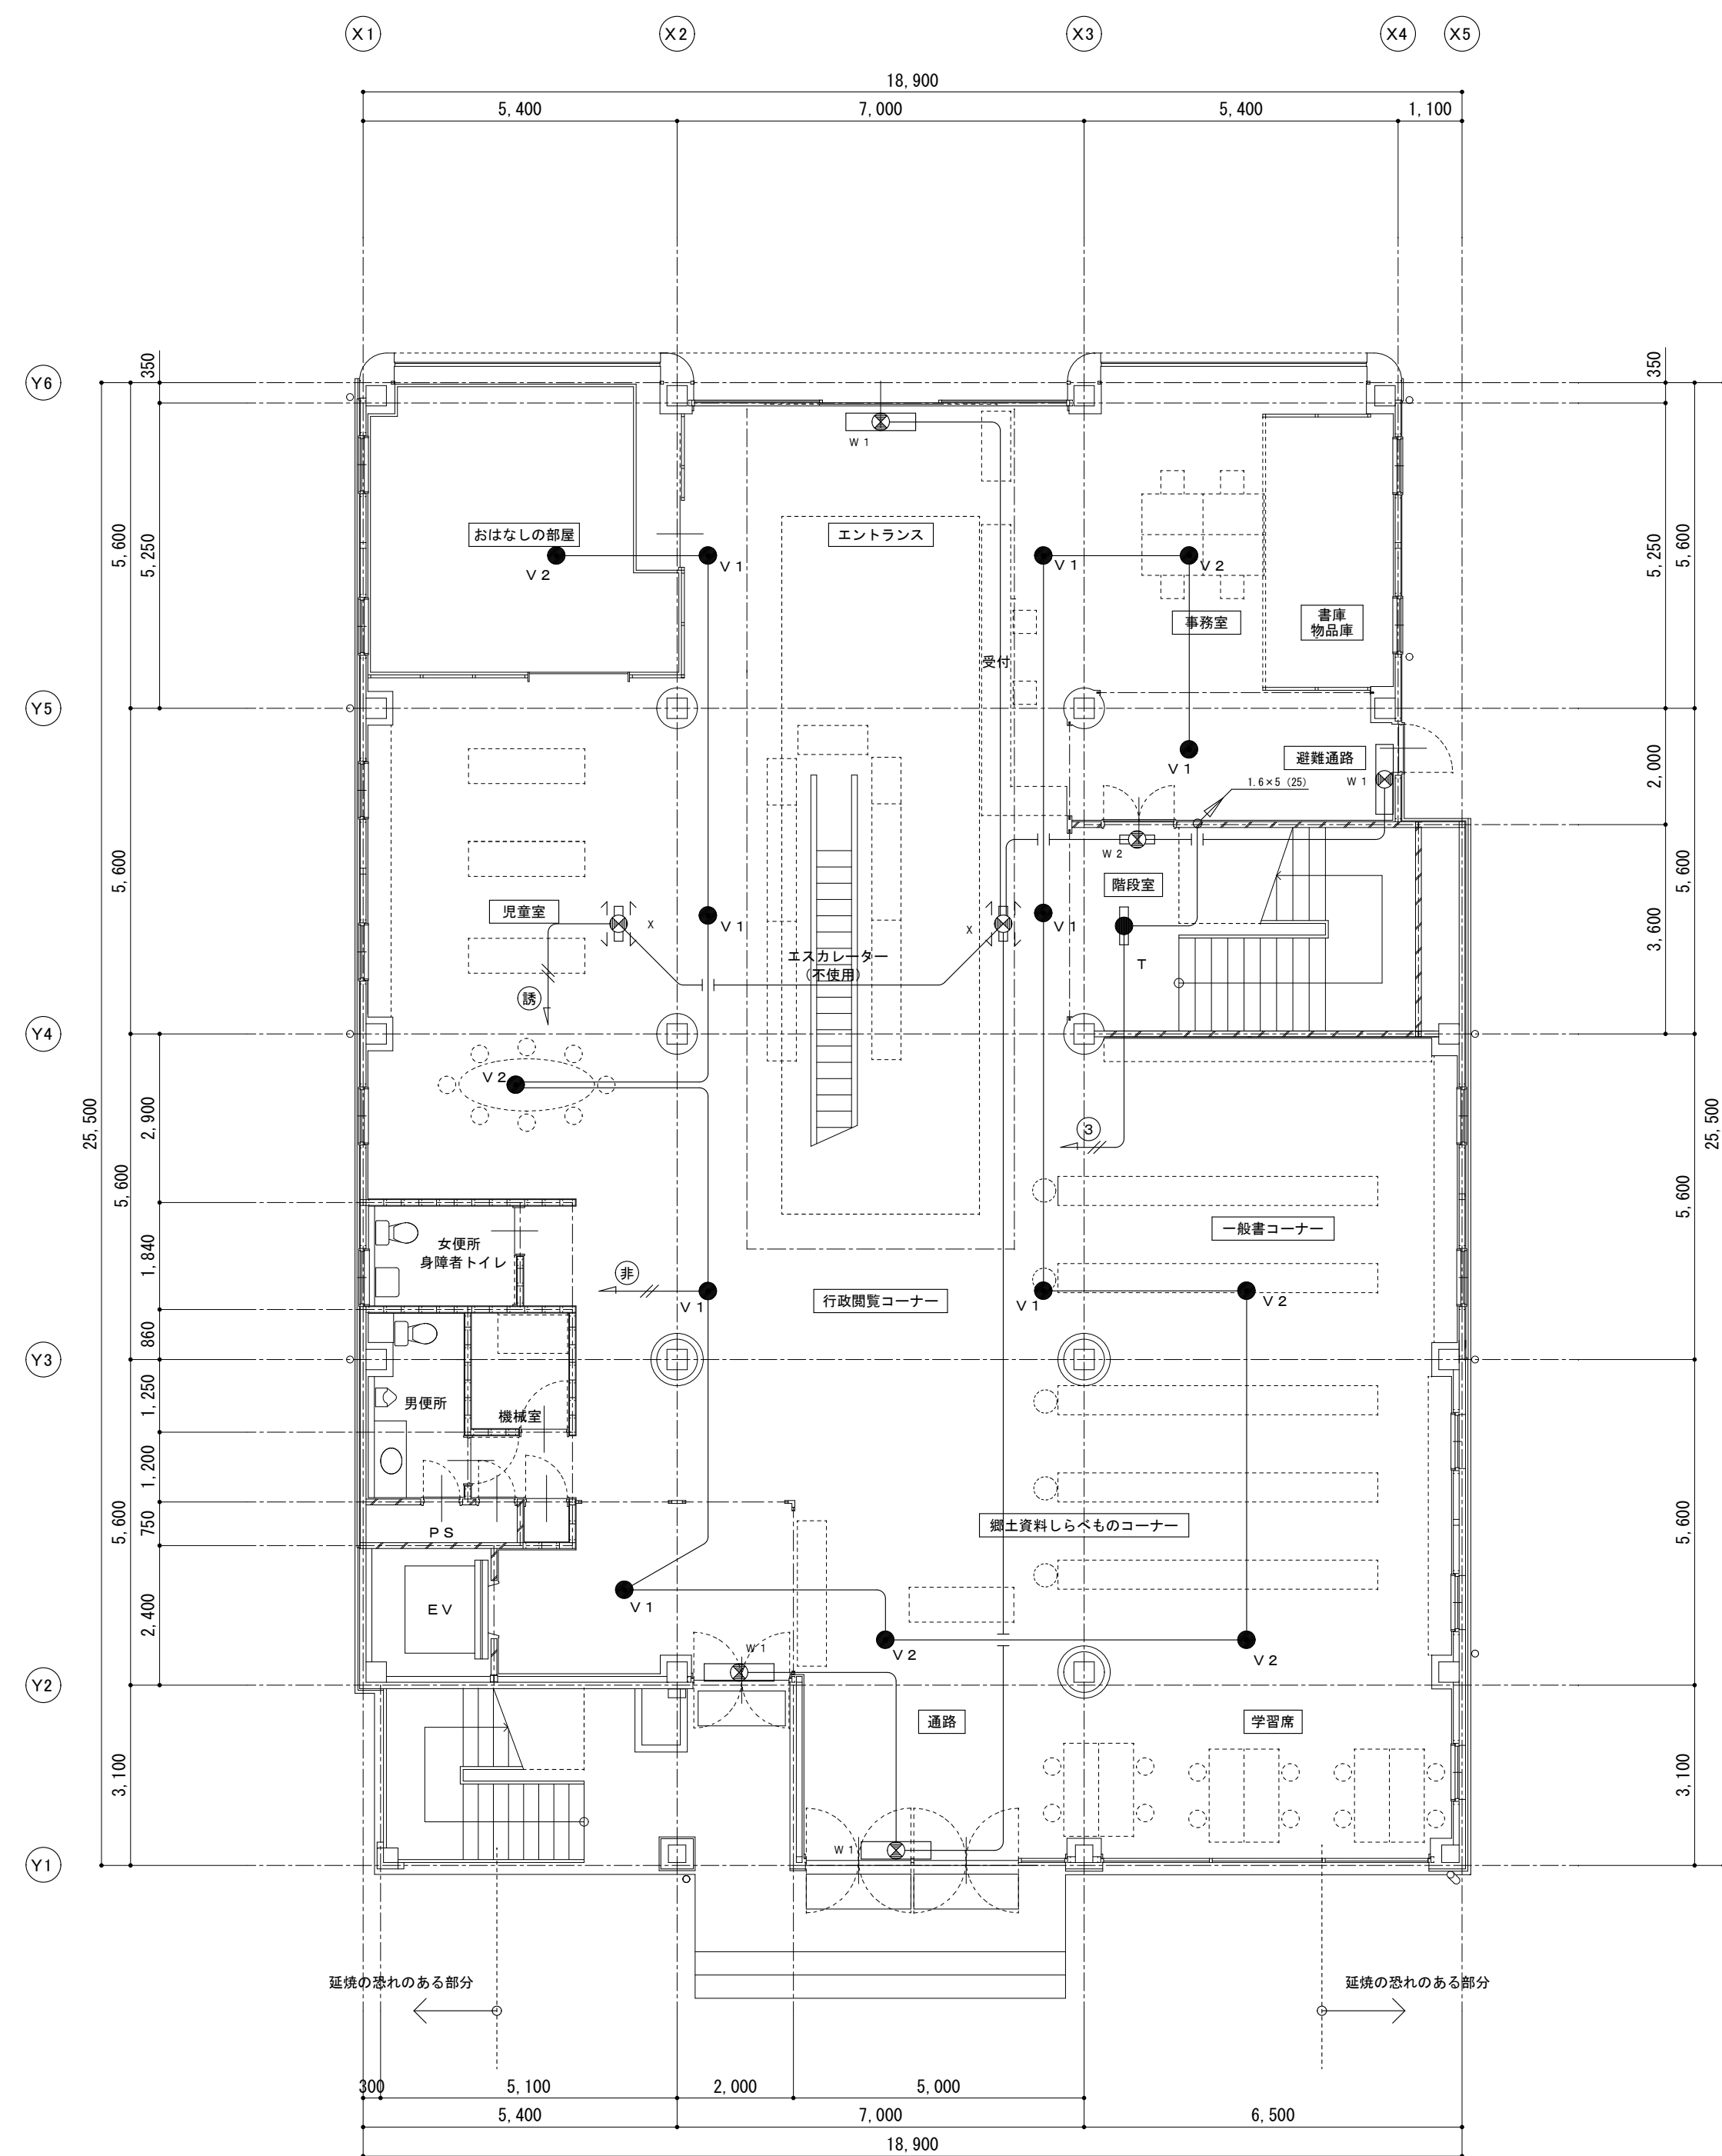 X1
X2
X3
X4
X5
18,900
5,400
7,000
5,400
1,100
Y6
Y5
Y4
Y3
Y2
Y1
350
5,600
5,250
5,600
25,500
2,900
5,600
1,840
860
1,250
1,200
5,600
750
2,400
3,100
350
5,250
5,600
2,000
5,600
3,600
25,500
5,600
5,600
3,100
W1
おはなしの部屋
エントランス
V2
V1
V1
V2
事務室
書庫
物品庫
受付
避難通路
V1
W1
1.6×5 (25)
W2
階段室
児童室
X
V1
X
V1
エスカレーター
(不使用)
T
誘
V2
3
一般書コーナー
女便所
身障者トイレ
非
V1
行政閲覧コーナー
V1
V2
男便所
機械室
PS
郷土資料しらべものコーナー
EV
V1
W1
V2
V2
通路
学習席
W1
延焼の恐れのある部分
延焼の恐れのある部分
300
5,100
2,000
5,000
5,400
7,000
6,500
18,900